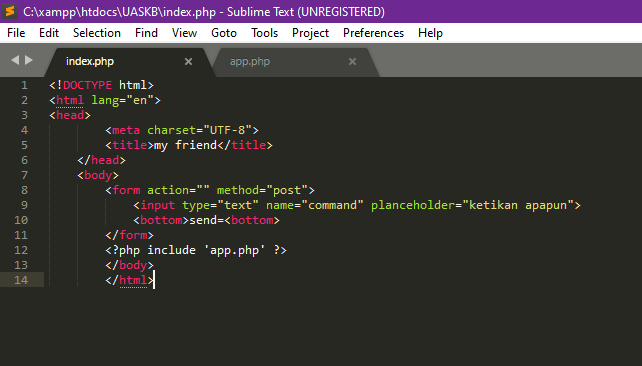 C:\xampp\htdocs\UASKB\index.php - Sublime Text (UNREGISTERED)
File Edit Selection Find View Goto Tools Project Preferences Help
index.php app.php
1 <!DOCTYPE html>
2 <html lang="en">
3 <head>
4 <meta charset="UTF-8">
5 <title>my friend</title>
6 </head>
7 <body>
8 <form action="" method="post">
9 <input type="text" name="command" planceholder="ketikan apapun">
10 <bottom>send=<bottom>
11 </form>
12 <?php include 'app.php' ?>
13 </body>
14 </html>